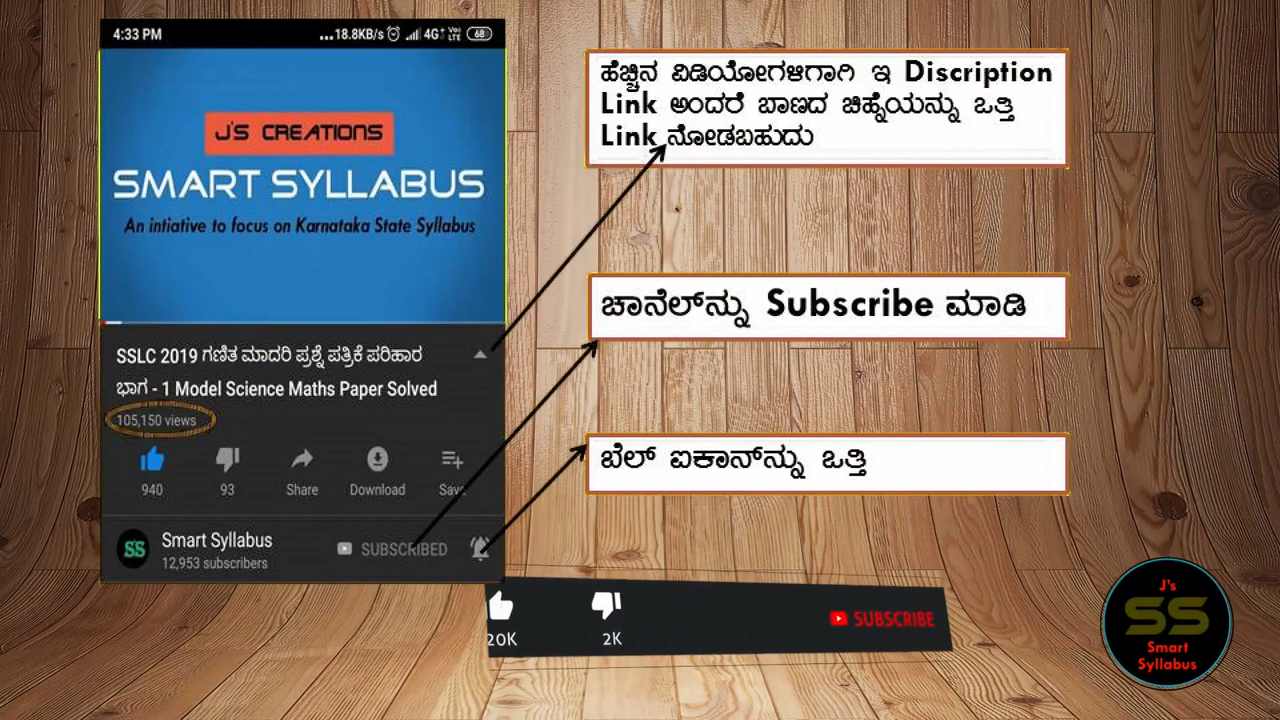 4:33 PM
...18.8KB/s 4G+ Vo LTE 68
J'S CREATIONS
SMART SYLLABUS
An intiative to focus on Karnataka State Syllabus
SSLC 2019 ಗಣಿತ ಮಾದರಿ ಪ್ರಶ್ನೆ ಪತ್ರಿಕೆ ಪರಿಹಾರ
ಭಾಗ - 1 Model Science Maths Paper Solved
105,150 views
940 93 Share Download Save
Smart Syllabus
12,953 subscribers
SUBSCRIBED
SS
ಹೆಚ್ಚಿನ ವಿಡಿಯೋಗಳಿಗಾಗಿ ಇ Discription
Link ಅಂದರೆ ಬಾಣದ ಚಿಹ್ನೆಯನ್ನು ಒತ್ತಿ
Link ನೋಡಬಹುದು
ಚಾನೆಲ್‌ನ್ನು Subscribe ಮಾಡಿ
ಬೆಲ್ ಐಕಾನ್‌ನ್ನು ಒತ್ತಿ
20K 2K
SUBSCRIBE
J's
SS
Smart
Syllabus